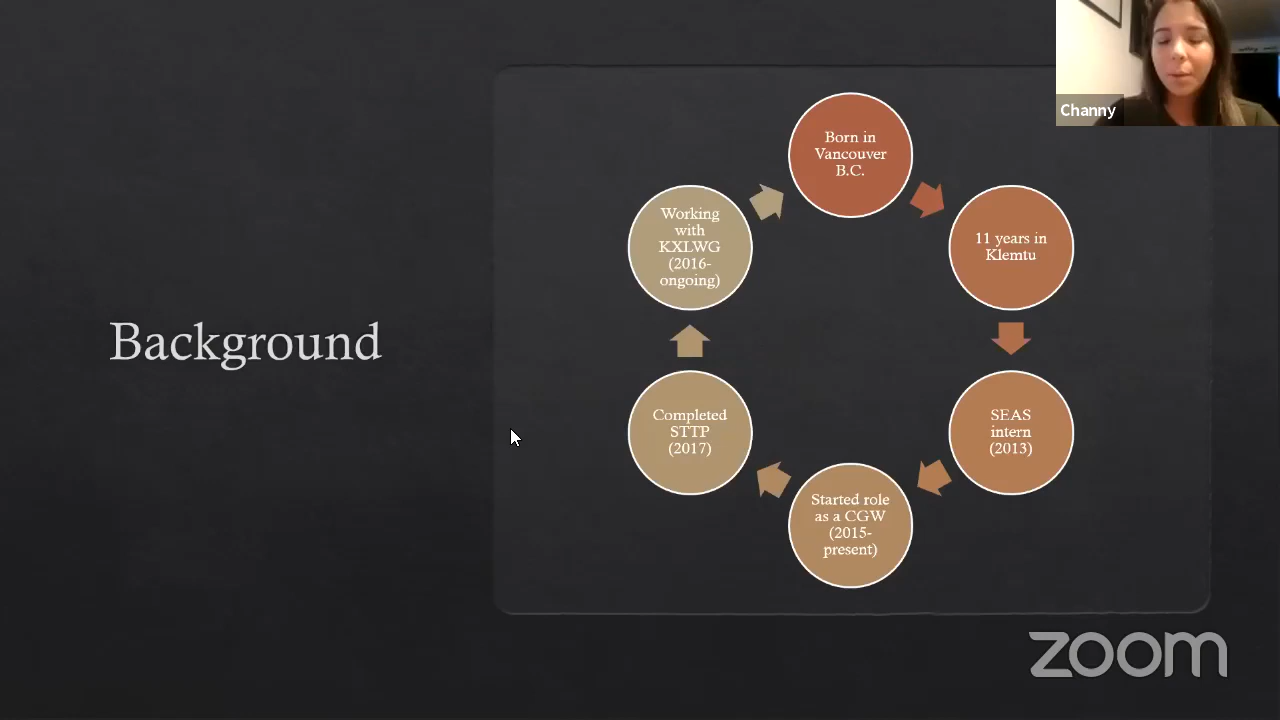 Channy
Background
Born in
Vancouver
B.C.
11 years in
Klemtu
SEAS
intern
(2013)
Started role
as a CGW
(2015-
present)
Completed
STTP
(2017)
Working
with
KXLWG
(2016-
ongoing)
zoom